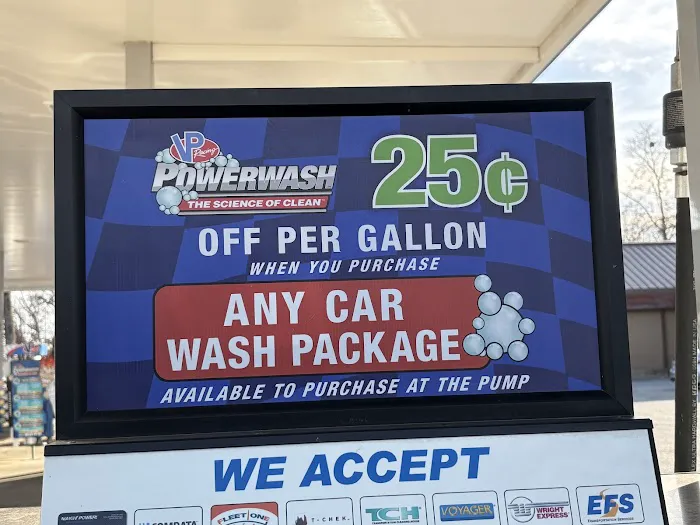 VP Racing
POWERWASH
THE SCIENCE OF CLEAN
25¢
OFF PER GALLON
WHEN YOU PURCHASE
ANY CAR
WASH PACKAGE
AVAILABLE TO PURCHASE AT THE PUMP
WE ACCEPT
COMDATA
FLEET ONE
T-CHEK
TCH
VOYAGER
WRIGHT
EXPRESS
EFS